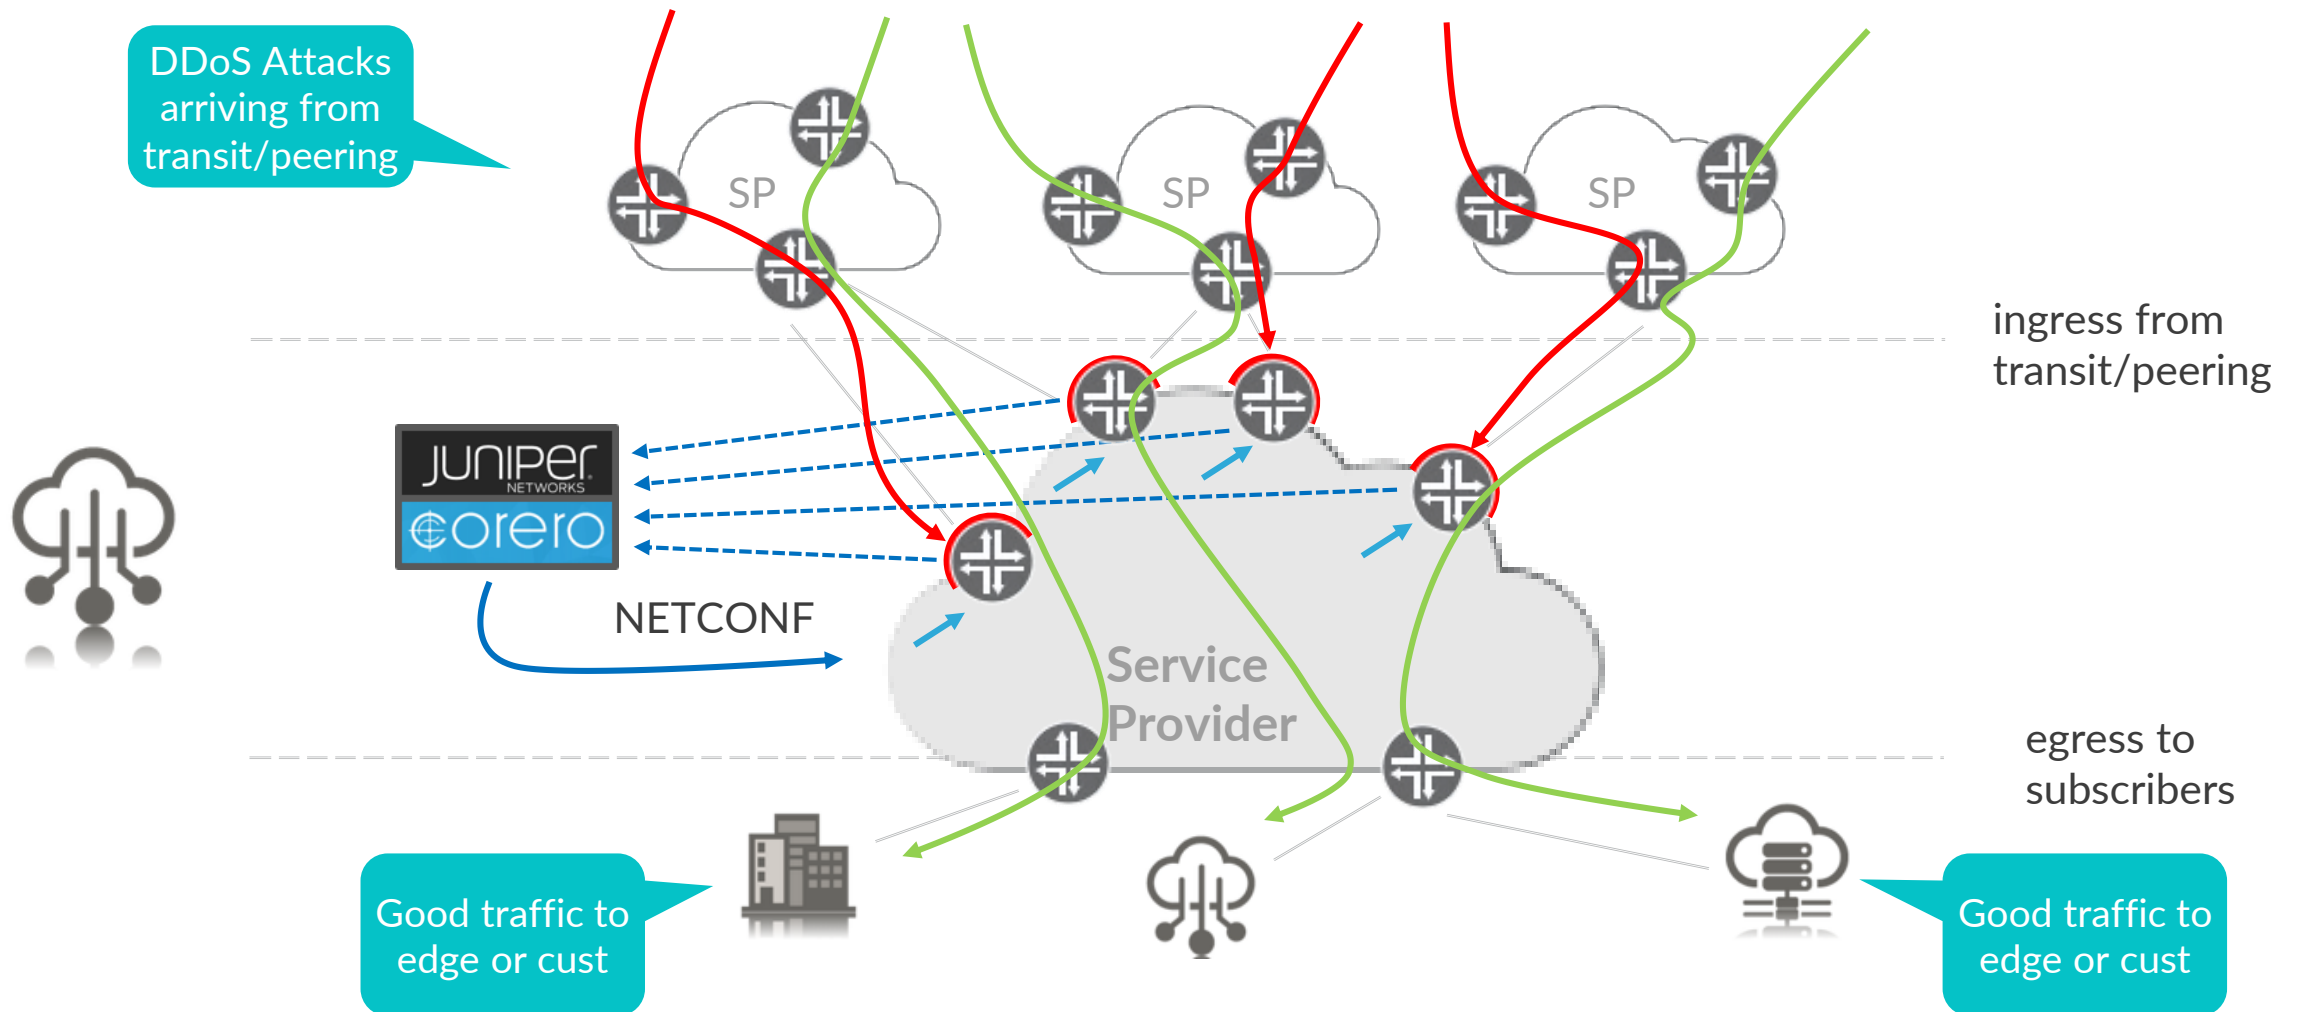 DDoS Attacks
arriving from
transit/peering
SP
SP
SP
ingress from
transit/peering
JUNIPER
NETWORKS
corero
NETCONF
Service
Provider
egress to
subscribers
Good traffic to
edge or cust
Good traffic to
edge or cust